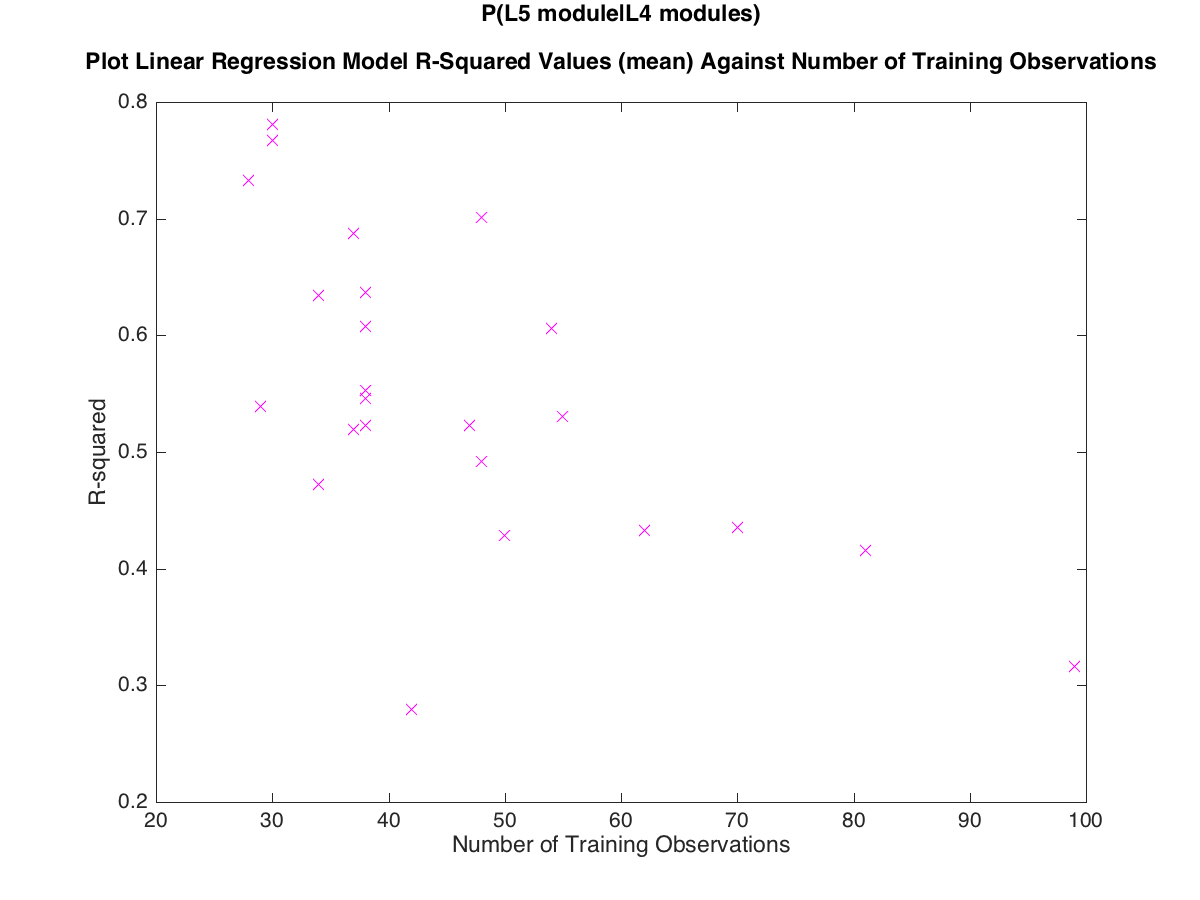 P(L5 module|L4 modules)
Plot Linear Regression Model R-Squared Values (mean) Against Number of Training Observations
0.8
0.7
0.6
0.5
0.4
0.3
0.2
R-squared
20 30 40 50 60 70 80 90 100
Number of Training Observations